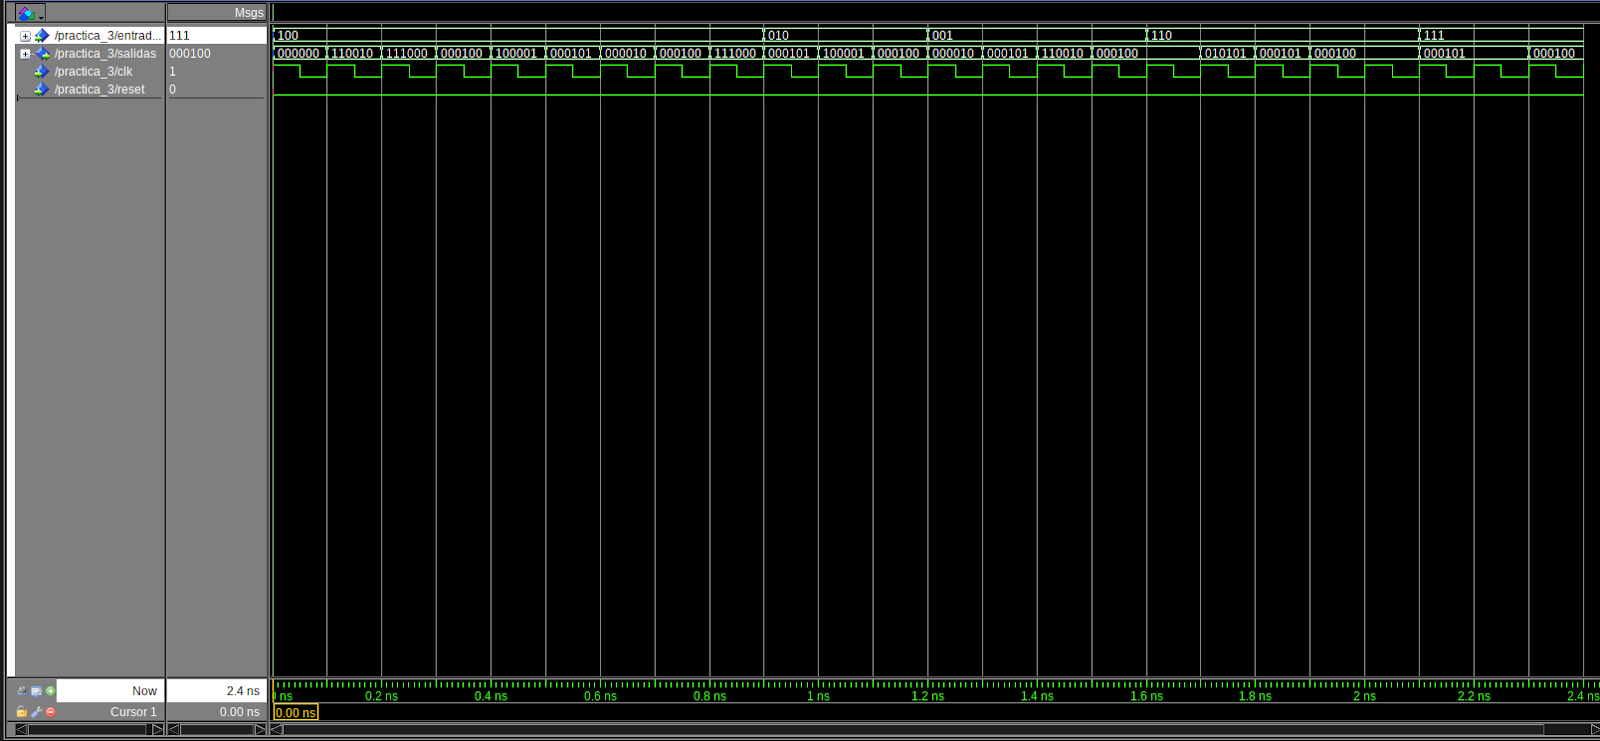 Msgs
/practica_3/entrad... 111 100 010 001 110 111
/practica_3/salidas 000100 000000 110010 111000 000100 100001 000101 000010 000100 111000 000101 100001 000100 000010 000101 110010 000100 010101 000101 000100 000101 000100
/practica_3/clk 1
/practica_3/reset 0
Now 2.4 ns ns 0.2 ns 0.4 ns 0.6 ns 0.8 ns 1 ns 1.2 ns 1.4 ns 1.6 ns 1.8 ns 2 ns 2.2 ns 2.4 ns
Cursor 1 0.00 ns 0.00 ns